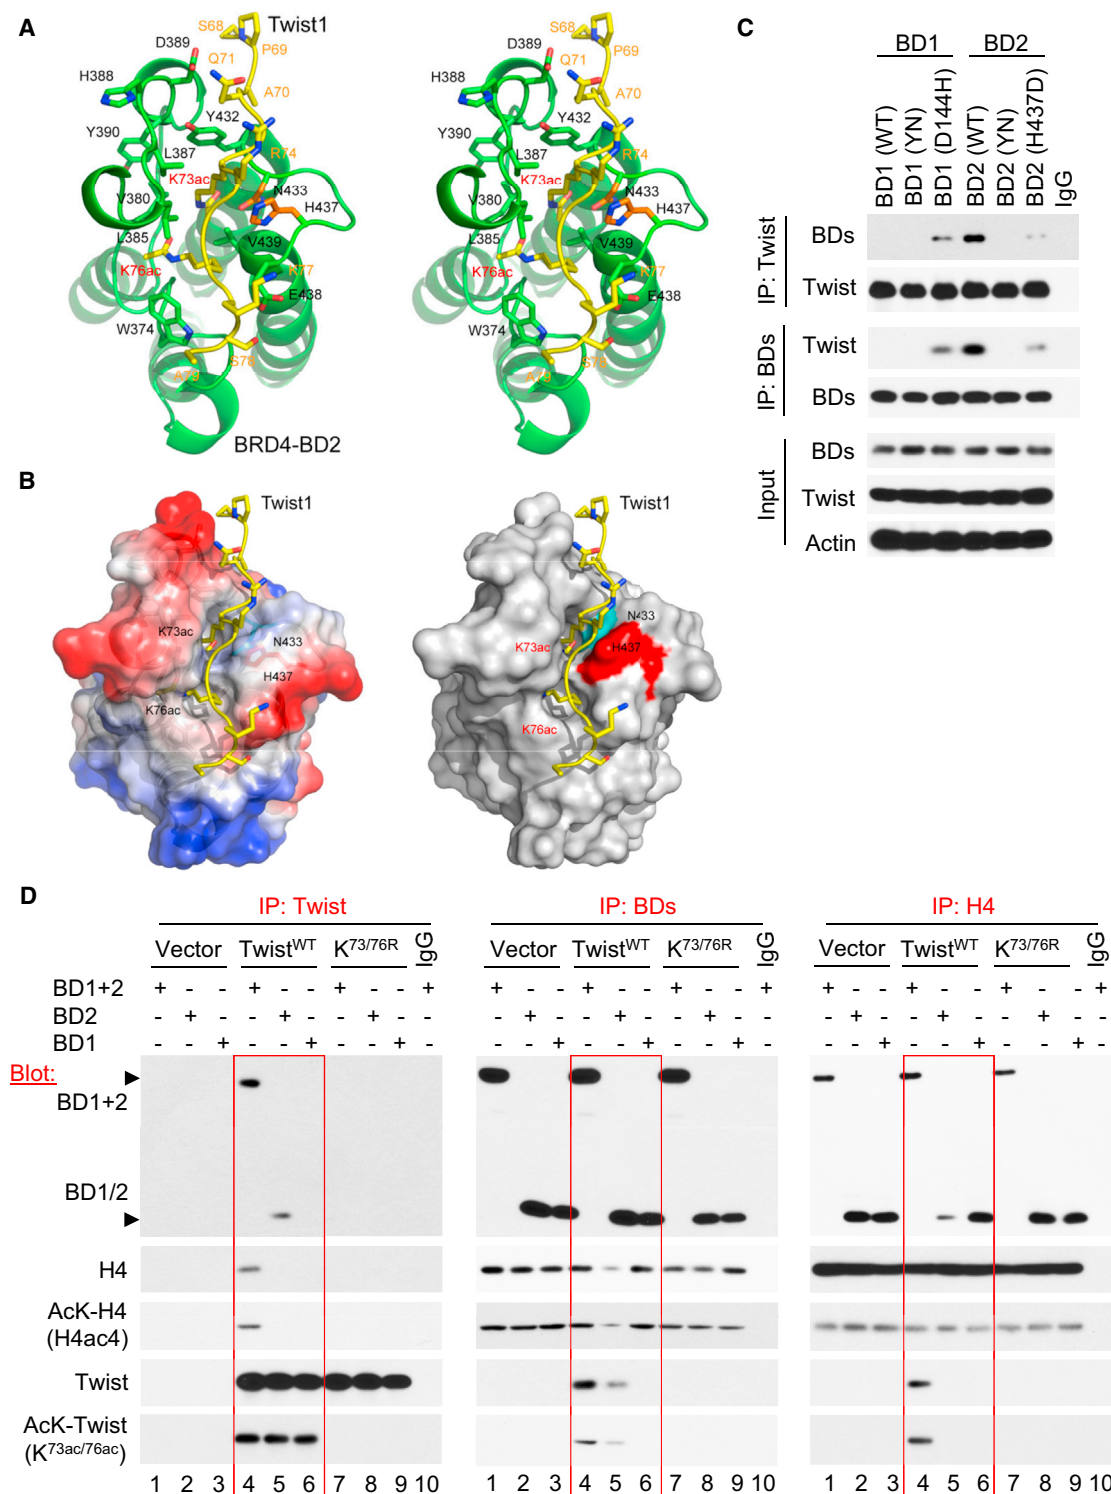 A
Twist1
S68
P69
D389
Q71
H388
A70
Y432
Y390
L387
R74
K73ac
N433
V380
H437
L385
V439
K76ac
R77
E438
W374
S78
A79
BRD4-BD2
S68
P69
D389
Q71
H388
A70
Y432
Y390
L387
R74
K73ac
N433
V380
H437
L385
V439
K76ac
R77
E438
W374
S78
A79
B
Twist1
K73ac
N433
H437
K76ac
Twist1
N433
K73ac
H437
K76ac
C
BD1 BD2
BD1 (WT)
BD1 (YN)
BD1 (D144H)
BD2 (WT)
BD2 (YN)
BD2 (H437D)
IgG
IP: Twist
BDs
Twist
IP: BDs
Twist
BDs
Input
BDs
Twist
Actin
D
IP: Twist IP: BDs IP: H4
Vector Twist^WT K^73/76R IgG Vector Twist^WT K^73/76R IgG Vector Twist^WT K^73/76R IgG
BD1+2 + - - + - - + - - + + - - + - - + - - + + - - + - - + - - +
BD2 - + - - + - - + - - - + - - + - - + - - - + - - + - - + - -
BD1 - - + - - + - - + - - - + - - + - - + - - - + - - + - - + -
Blot:
BD1+2
BD1/2
H4
AcK-H4
(H4ac4)
Twist
AcK-Twist
(K^73ac/76ac)
1 2 3 4 5 6 7 8 9 10 1 2 3 4 5 6 7 8 9 10 1 2 3 4 5 6 7 8 9 10